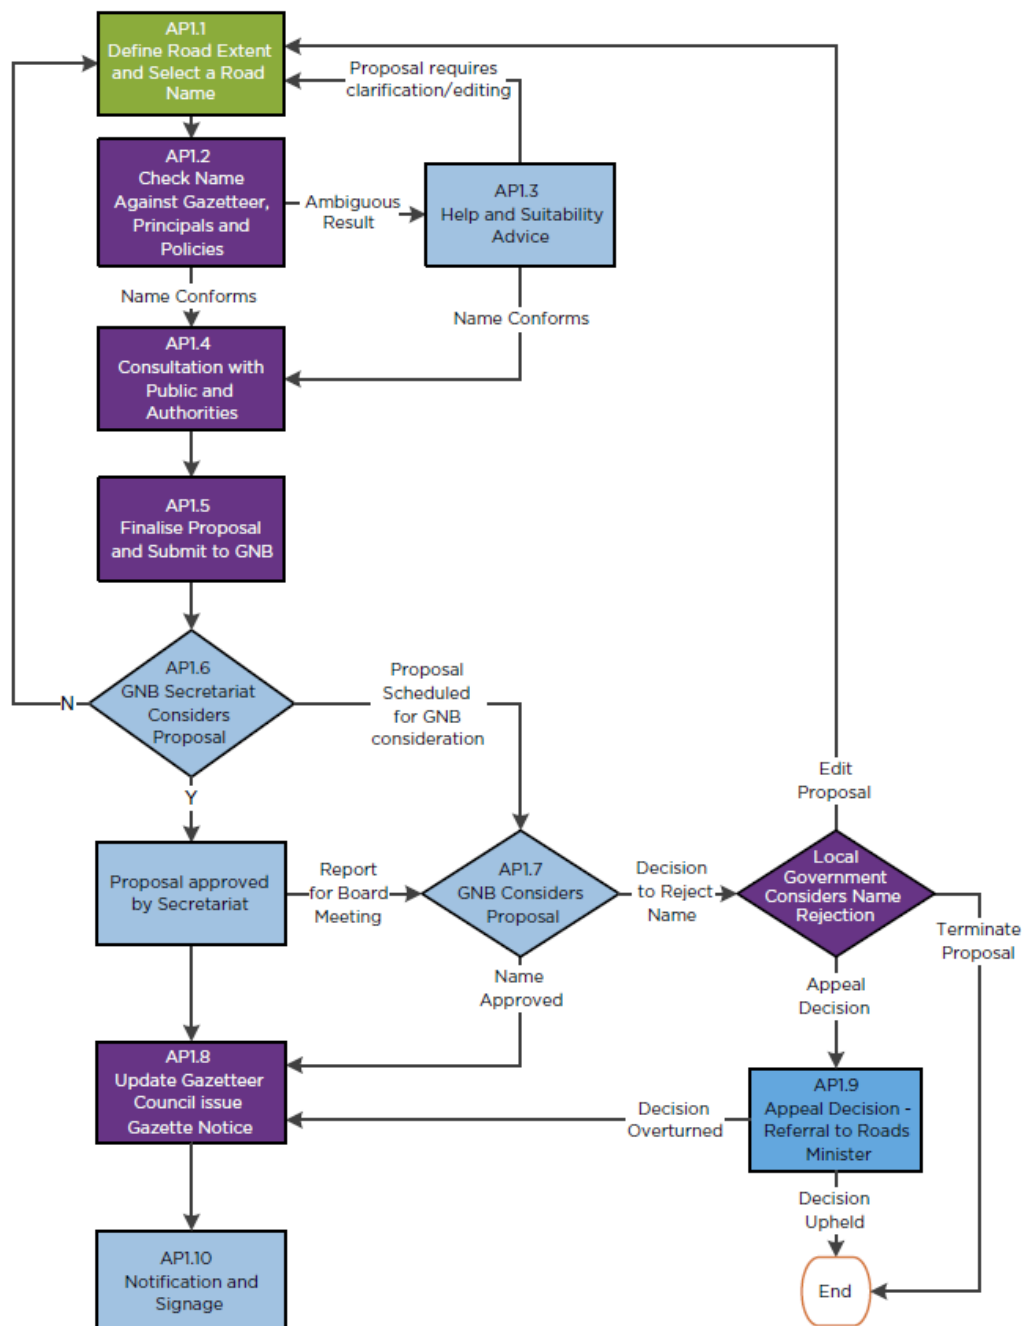 AP1.1
Define Road Extent
and Select a Road
Name
Proposal requires
clarification/editing
AP1.2
Check Name
Against Gazetteer,
Principals and
Policies
Ambiguous
Result
AP1.3
Help and Suitability
Advice
Name Conforms
Name Conforms
AP1.4
Consultation with
Public and
Authorities
AP1.5
Finalise Proposal
and Submit to GNB
AP1.6
GNB Secretariat
Considers
Proposal
N
Proposal
Scheduled
for GNB
consideration
Y
Edit
Proposal
Proposal approved
by Secretariat
Report
for Board
Meeting
AP1.7
GNB Considers
Proposal
Decision
to Reject
Name
Local
Government
Considers Name
Rejection
Terminate
Proposal
Name
Approved
Appeal
Decision
AP1.8
Update Gazetteer
Council issue
Gazette Notice
Decision
Overturned
AP1.9
Appeal Decision -
Referral to Roads
Minister
Decision
Upheld
AP1.10
Notification and
Signage
End